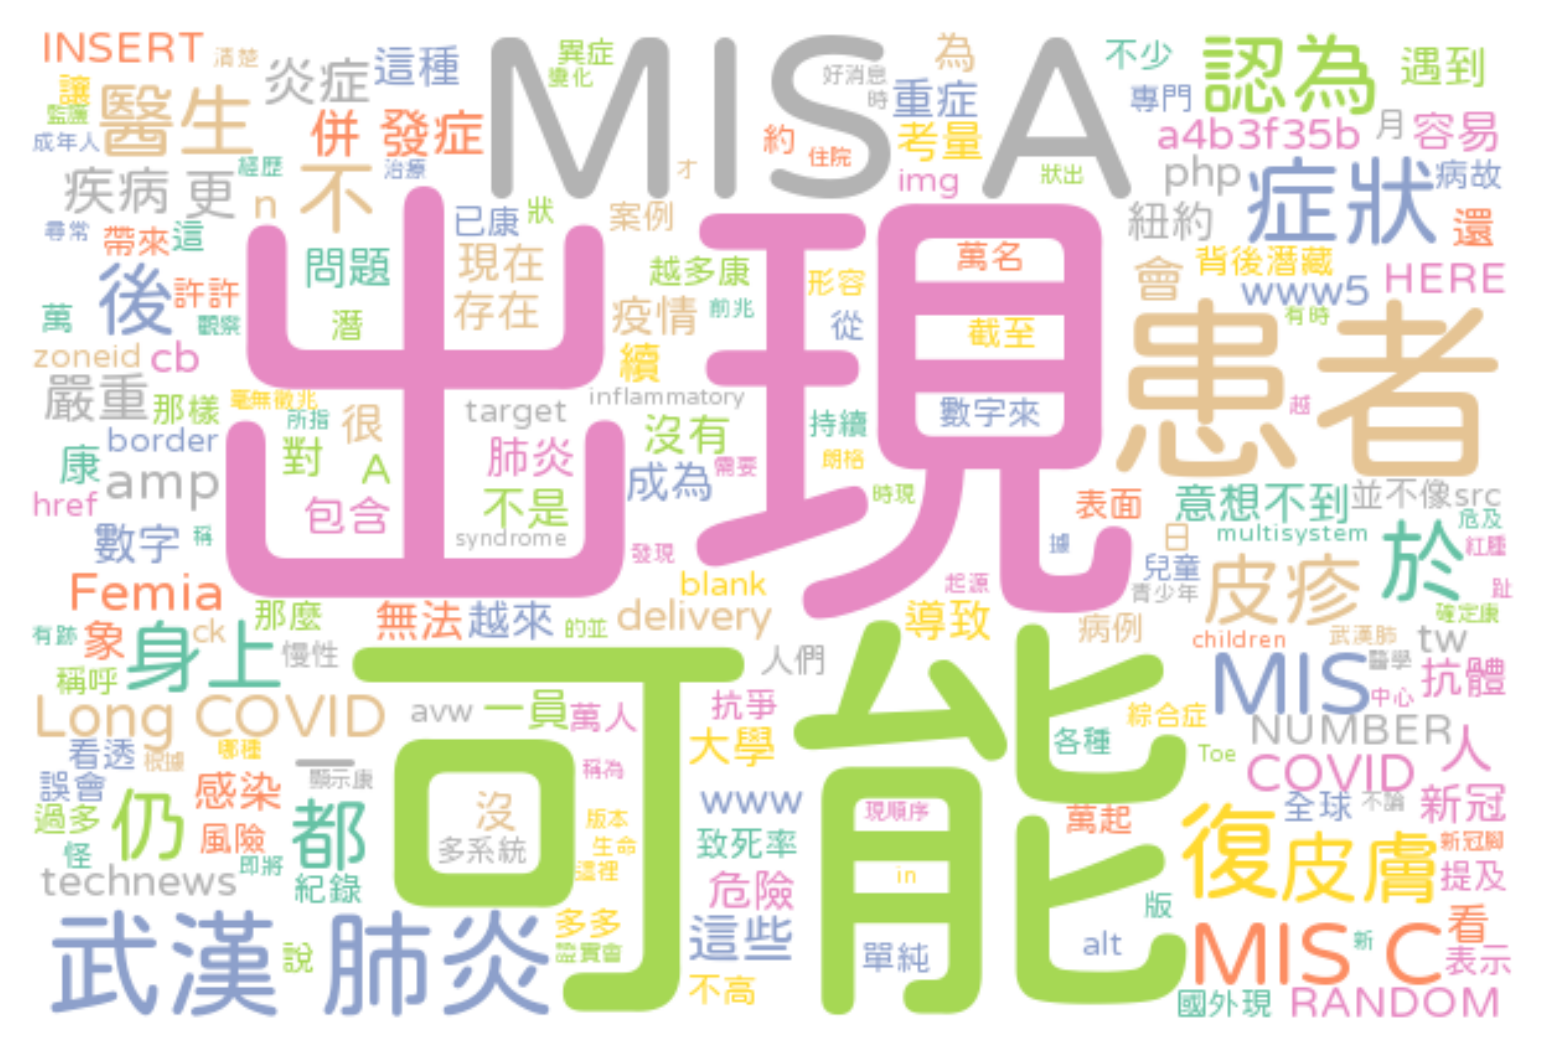 INSERT
清楚
炎症
這種
異症
變化
MIS A
好消息
時
為
重症
不少
專門
認為
遇到
讓
監護
成年人
醫生
併
發症
約
住院
考量
a4b3f35b
月
容易
疾病
更
經歷
n
不
治療
才
img
狀出
php
症狀
病故
尋常
帶來
這
已康
狀
案例
紐約
還
後
許許
觀察
萬
問題
現在
存在
越多康
疫情
前兆
形容
從
出現
萬名
截至
數字來
會
背後潛藏
www5
HERE
有時
潛
續
患者
越
zoneid
cb
嚴重
那樣
毫無徵兆
所指
很
target
inflammatory
沒有
持續
朗格
康
border
對
A
肺炎
成為
需要
時現
href
amp
包含
不是
syndrome
表面
意想不到
並不像
src
危及
multisystem
於
紅腫
數字
稱
發現
據
日
兒童
青少年
皮疹
趾
Femia
那麼
無法
越來
的並
blank
delivery
起源
導致
病例
children
武漢肺
確定康
tw
有跡
象
ck
身上
慢性
稱呼
可能
人們
MIS
醫學
中心
抗體
Long COVID
avw
一員
萬人
抗爭
大學
各種
綜合症
NUMBER
人
Toe
看透
根據
哪種
一
顯示康
稱為
COVID
誤會
感染
過多
仍
風險
都
沒
多系統
版本
生命
這裡
www
致死率
現順序
萬起
全球
不論
新冠
怪
即將
technews
紀錄
危險
in
復
皮膚
新冠腳
提及
武漢
肺炎
說
多多
證實會
這些
不高
單純
alt
版
MIS C
新
看
表示
國外現
RANDOM